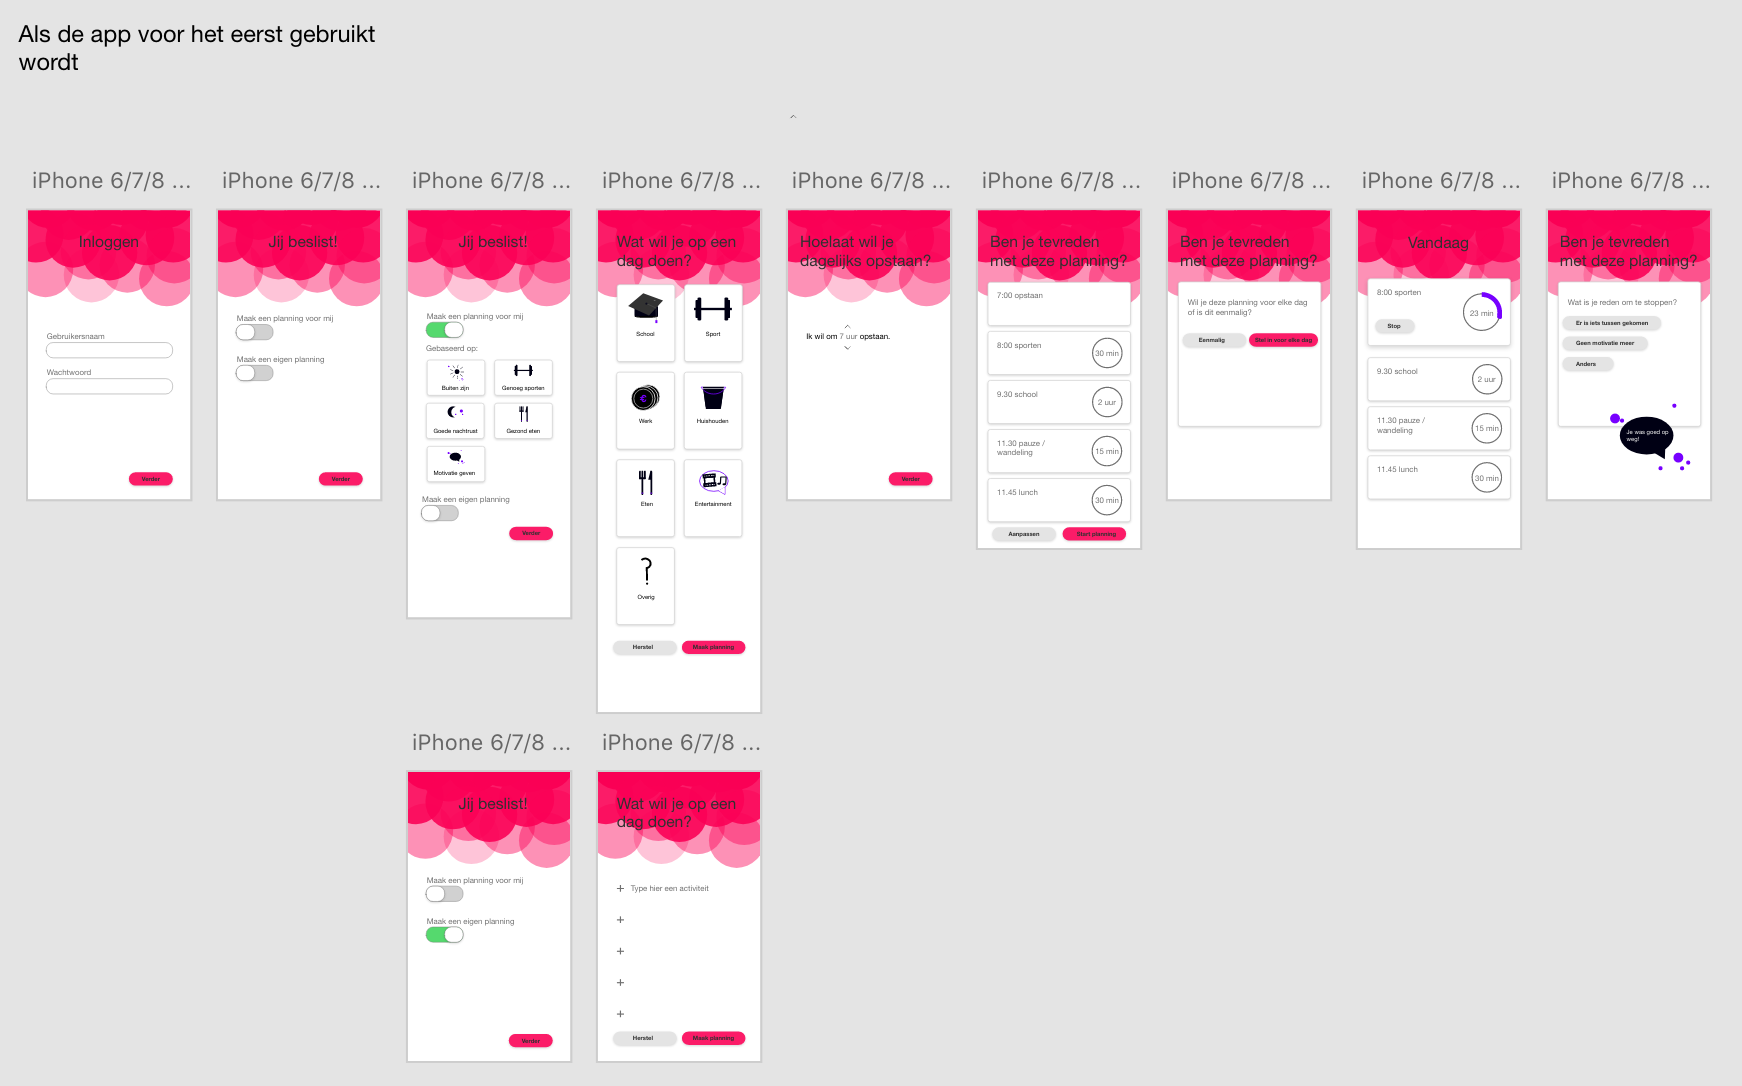 Als de app voor het eerst gebruikt
wordt
iPhone 6/7/8 ...
Inloggen
Gebruikersnaam
Wachtwoord
Verder
iPhone 6/7/8 ...
Jij beslist!
Maak een planning voor mij
Maak een eigen planning
Verder
iPhone 6/7/8 ...
Jij beslist!
Maak een planning voor mij
Gebaseerd op:
Buiten zijn
Genoeg sporten
Goede nachtrust
Gezond eten
Motivatie geven
Maak een eigen planning
Verder
iPhone 6/7/8 ...
Wat wil je op een
dag doen?
School
Sport
€
Werk
Huishouden
Eten
Entertainment
?
Overig
Herstel
Maak planning
iPhone 6/7/8 ...
Hoelaat wil je
dagelijks opstaan?
Ik wil om 7 uur opstaan.
Verder
iPhone 6/7/8 ...
Ben je tevreden
met deze planning?
7:00 opstaan
8:00 sporten
30 min
9.30 school
2 uur
11.30 pauze /
wandeling
15 min
11.45 lunch
30 min
Aanpassen
Start planning
iPhone 6/7/8 ...
Ben je tevreden
met deze planning?
Wil je deze planning voor elke dag
of is dit eenmalig?
Eenmalig
Stel in voor elke dag
iPhone 6/7/8 ...
Vandaag
8:00 sporten
23 min
Stop
9.30 school
2 uur
11.30 pauze /
wandeling
15 min
11.45 lunch
30 min
iPhone 6/7/8 ...
Ben je tevreden
met deze planning?
Wat is je reden om te stoppen?
Er is iets tussen gekomen
Geen motivatie meer
Anders
Je was goed op
weg!
iPhone 6/7/8 ...
Jij beslist!
Maak een planning voor mij
Maak een eigen planning
Verder
iPhone 6/7/8 ...
Wat wil je op een
dag doen?
+ Type hier een activiteit
+
+
+
+
Herstel
Maak planning